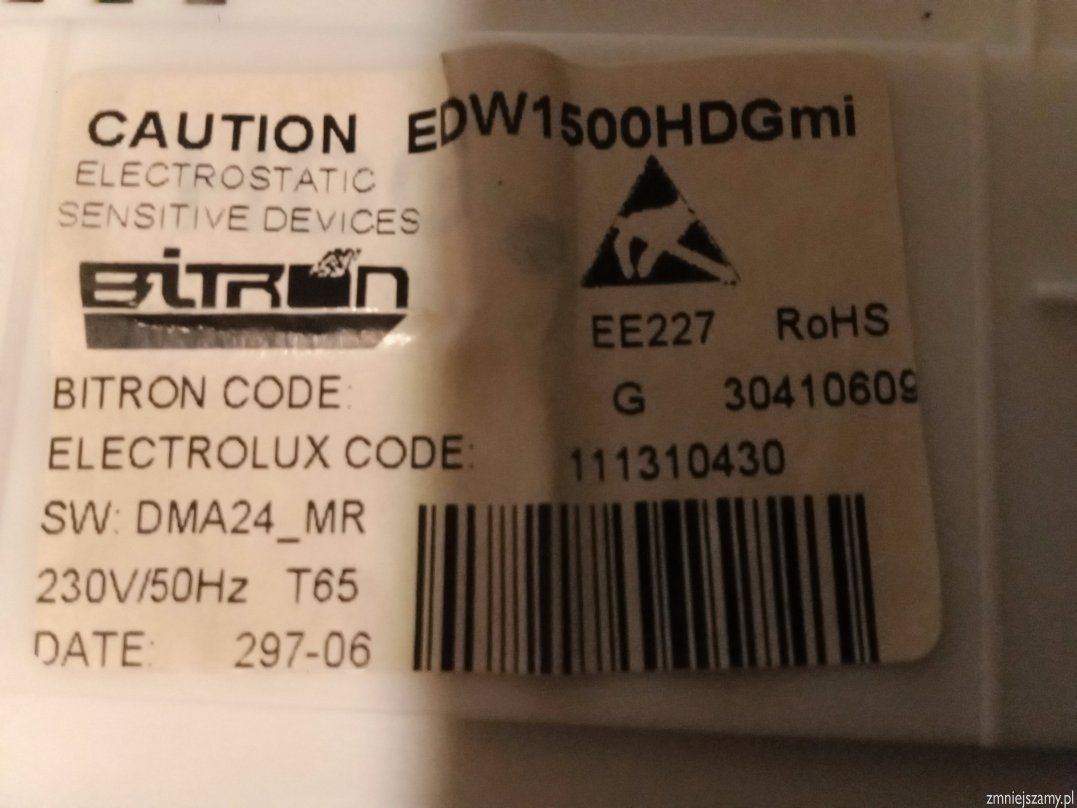 CAUTION EDW1500HDGmi
ELECTROSTATIC
SENSITIVE DEVICES
BiTRON
EE227 RoHS
BITRON CODE: G 30410609
ELECTROLUX CODE: 111310430
SW: DMA24_MR
230V/50Hz T65
DATE: 297-06
zmniejszamy.pl